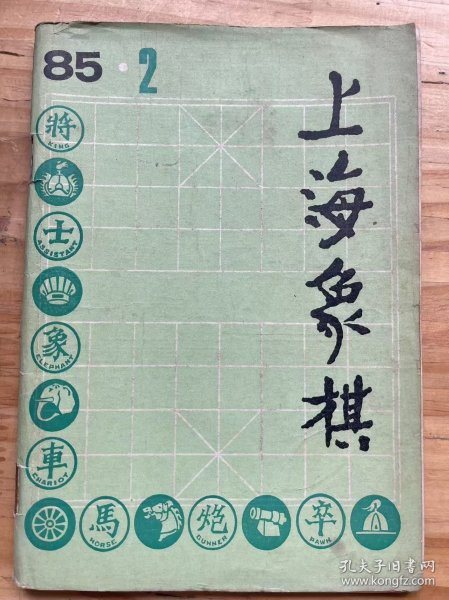 85·2
上海象棋
將
KING
士
ASSISTANT
象
ELEPHANT
車
CHARIOT
馬
HORSE
炮
GUNNER
卒
PAWN
孔夫子旧书网
www.kongfz.com